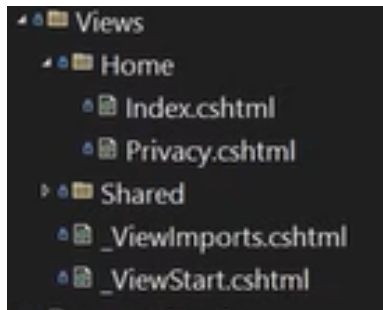 Views
Home
Index.cshtml
Privacy.cshtml
Shared
_ViewImports.cshtml
_ViewStart.cshtml